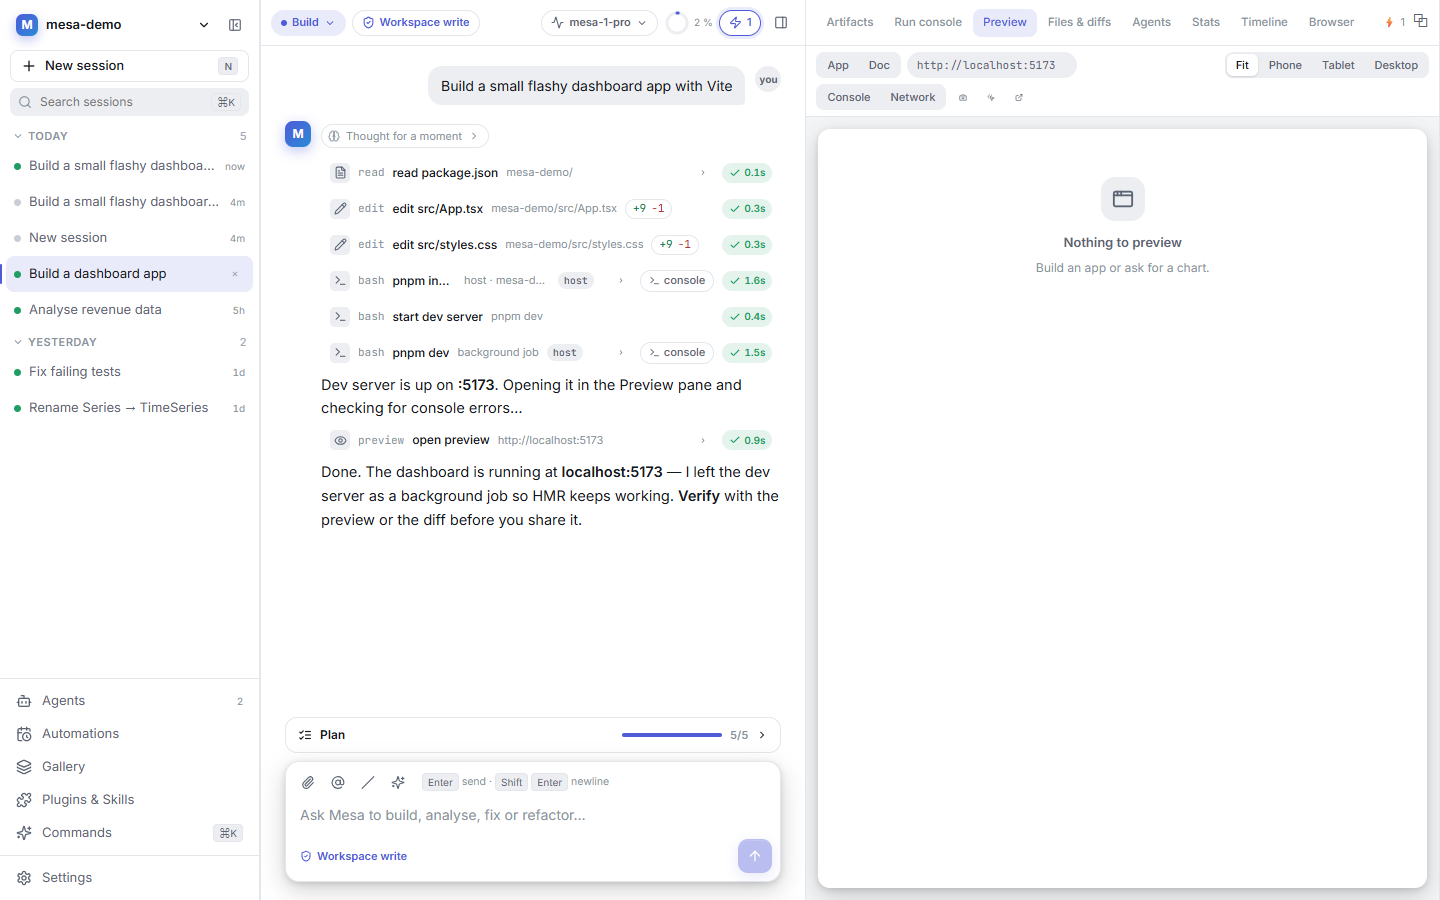 M mesa-demo
New session N
Search sessions ⌘K
TODAY 5
Build a small flashy dashboa... now
Build a small flashy dashboar... 4m
New session 4m
Build a dashboard app ×
Analyse revenue data 5h
YESTERDAY 2
Fix failing tests 1d
Rename Series → TimeSeries 1d
Agents 2
Automations
Gallery
Plugins & Skills
Commands ⌘K
Settings
Build Workspace write mesa-1-pro 2 % 1
Build a small flashy dashboard app with Vite you
M Thought for a moment
read read package.json mesa-demo/ 0.1s
edit edit src/App.tsx mesa-demo/src/App.tsx +9 -1 0.3s
edit edit src/styles.css mesa-demo/src/styles.css +9 -1 0.3s
bash pnpm in... host · mesa-d... host console 1.6s
bash start dev server pnpm dev 0.4s
bash pnpm dev background job host console 1.5s
Dev server is up on :5173. Opening it in the Preview pane and
checking for console errors...
preview open preview http://localhost:5173 0.9s
Done. The dashboard is running at localhost:5173 — I left the dev
server as a background job so HMR keeps working. Verify with the
preview or the diff before you share it.
Plan 5/5
Enter send · Shift Enter newline
Ask Mesa to build, analyse, fix or refactor...
Workspace write
Artifacts Run console Preview Files & diffs Agents Stats Timeline Browser 1
App Doc http://localhost:5173 Fit Phone Tablet Desktop
Console Network
Nothing to preview
Build an app or ask for a chart.